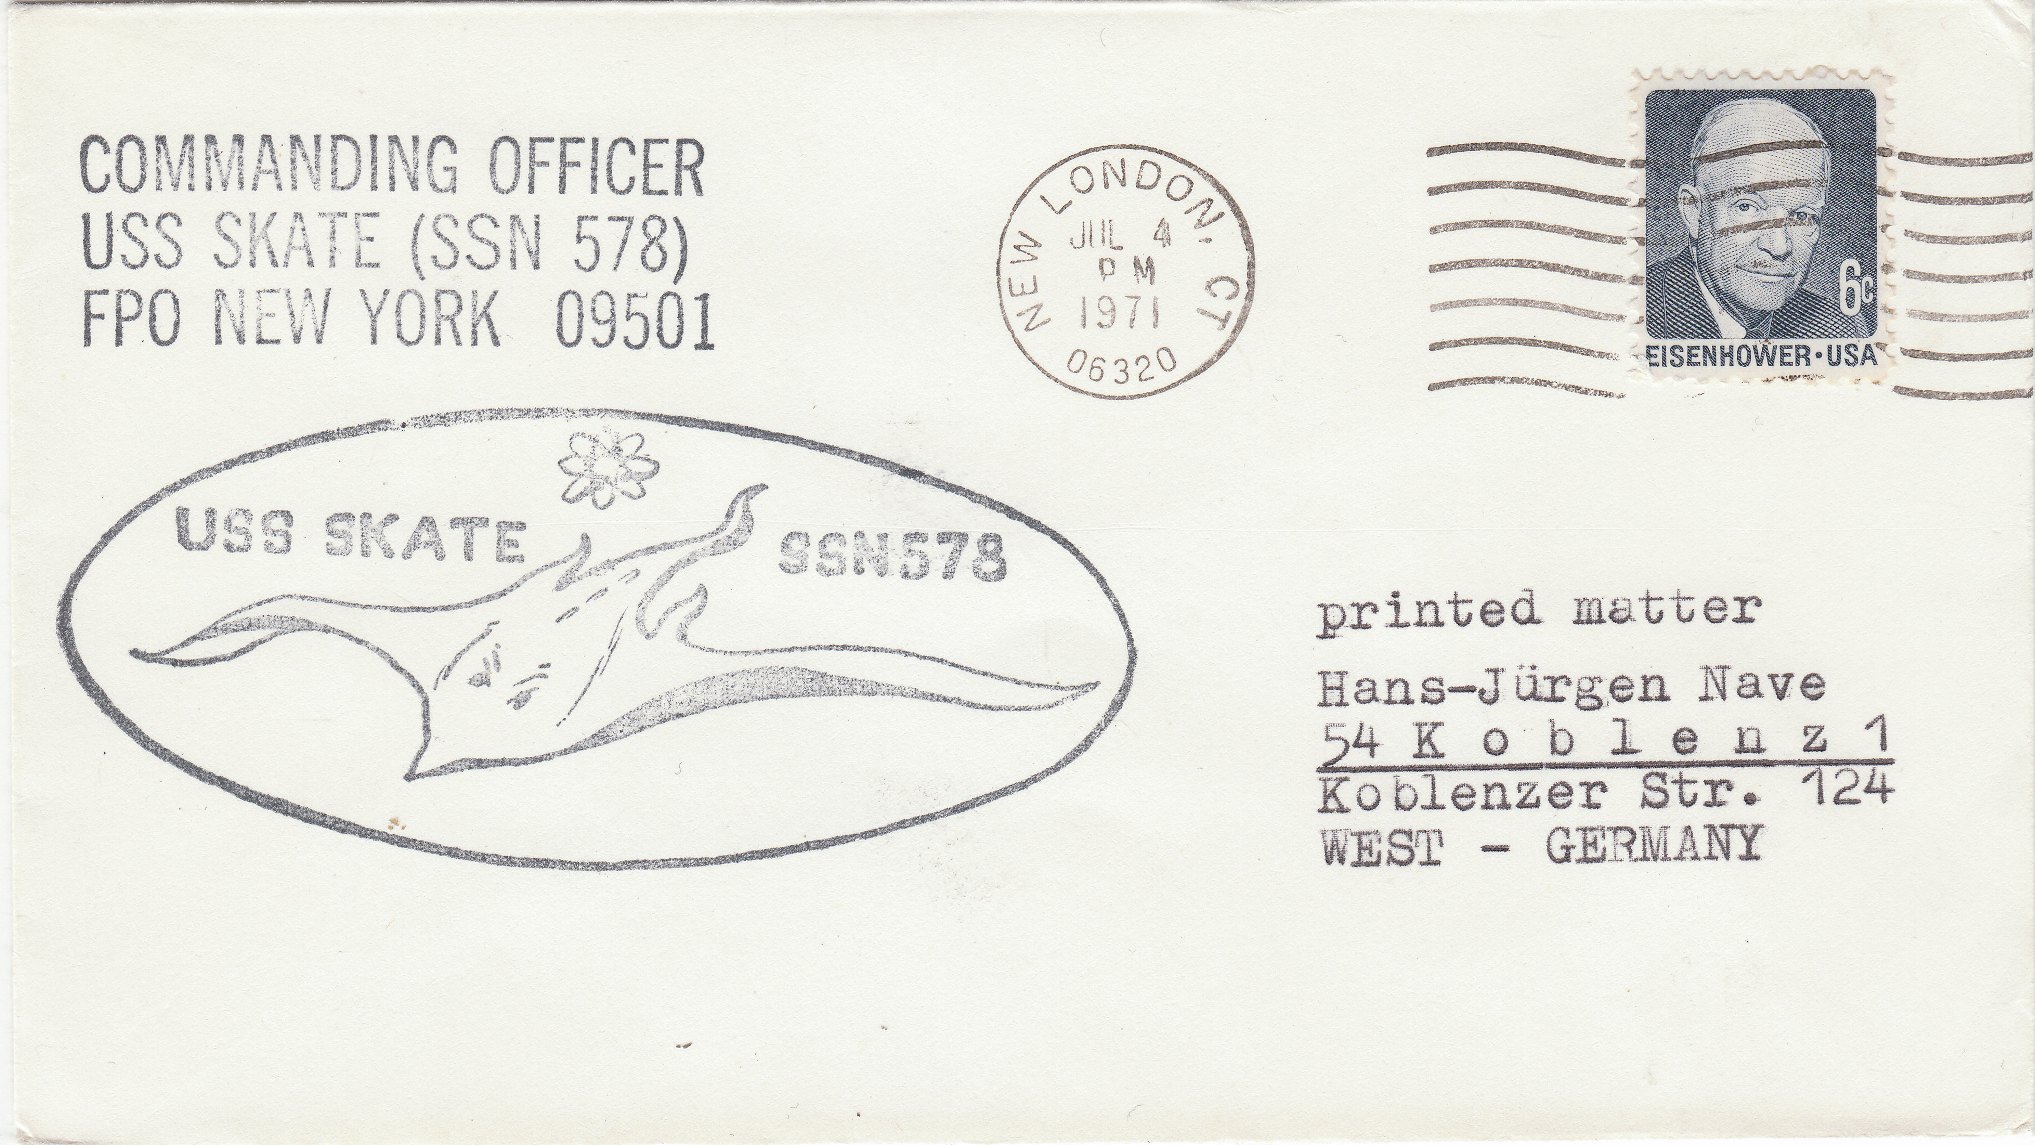 COMMANDING OFFICER
USS SKATE (SSN 578)
FPO NEW YORK 09501
NEW LONDON, CT
JUL 4
PM
1971
06320
6c
EISENHOWER·USA
USS SKATE
SSN578
printed matter
Hans-Jürgen Nave
54 K o b l e n z 1
Koblenzer Str. 124
WEST - GERMANY